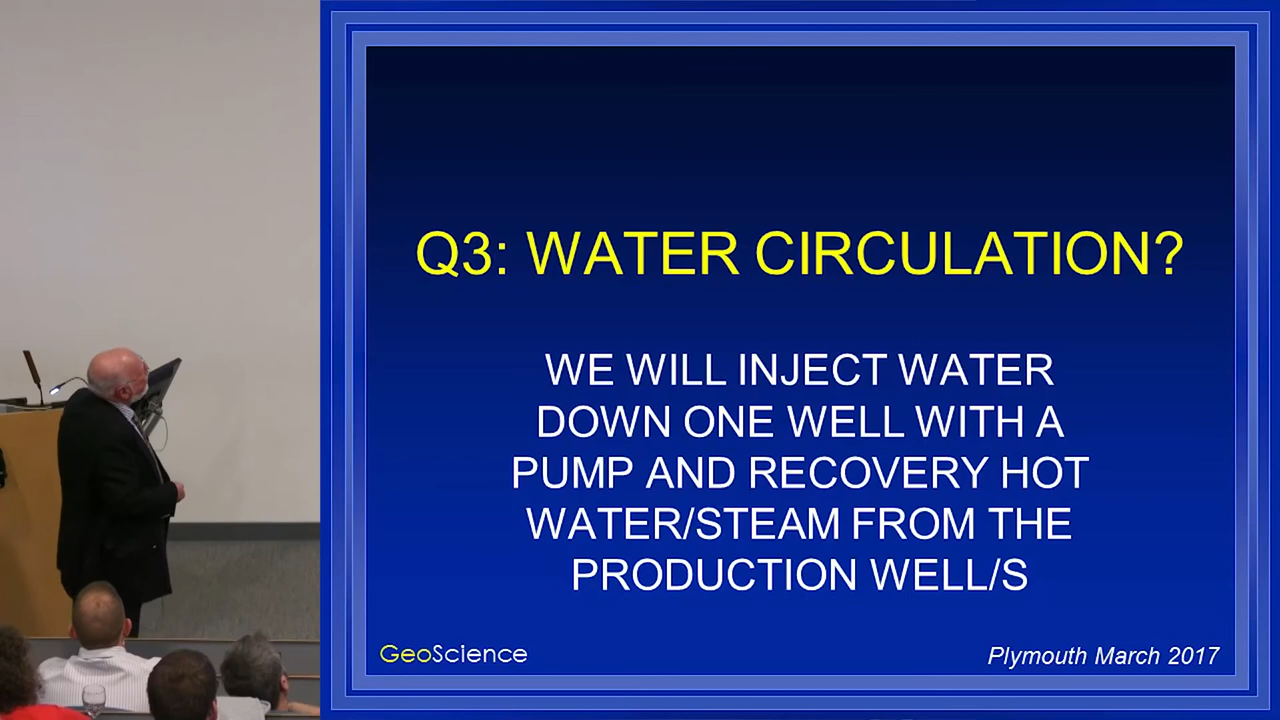 Q3: WATER CIRCULATION?
WE WILL INJECT WATER
DOWN ONE WELL WITH A
PUMP AND RECOVERY HOT
WATER/STEAM FROM THE
PRODUCTION WELL/S
GeoScience
Plymouth March 2017